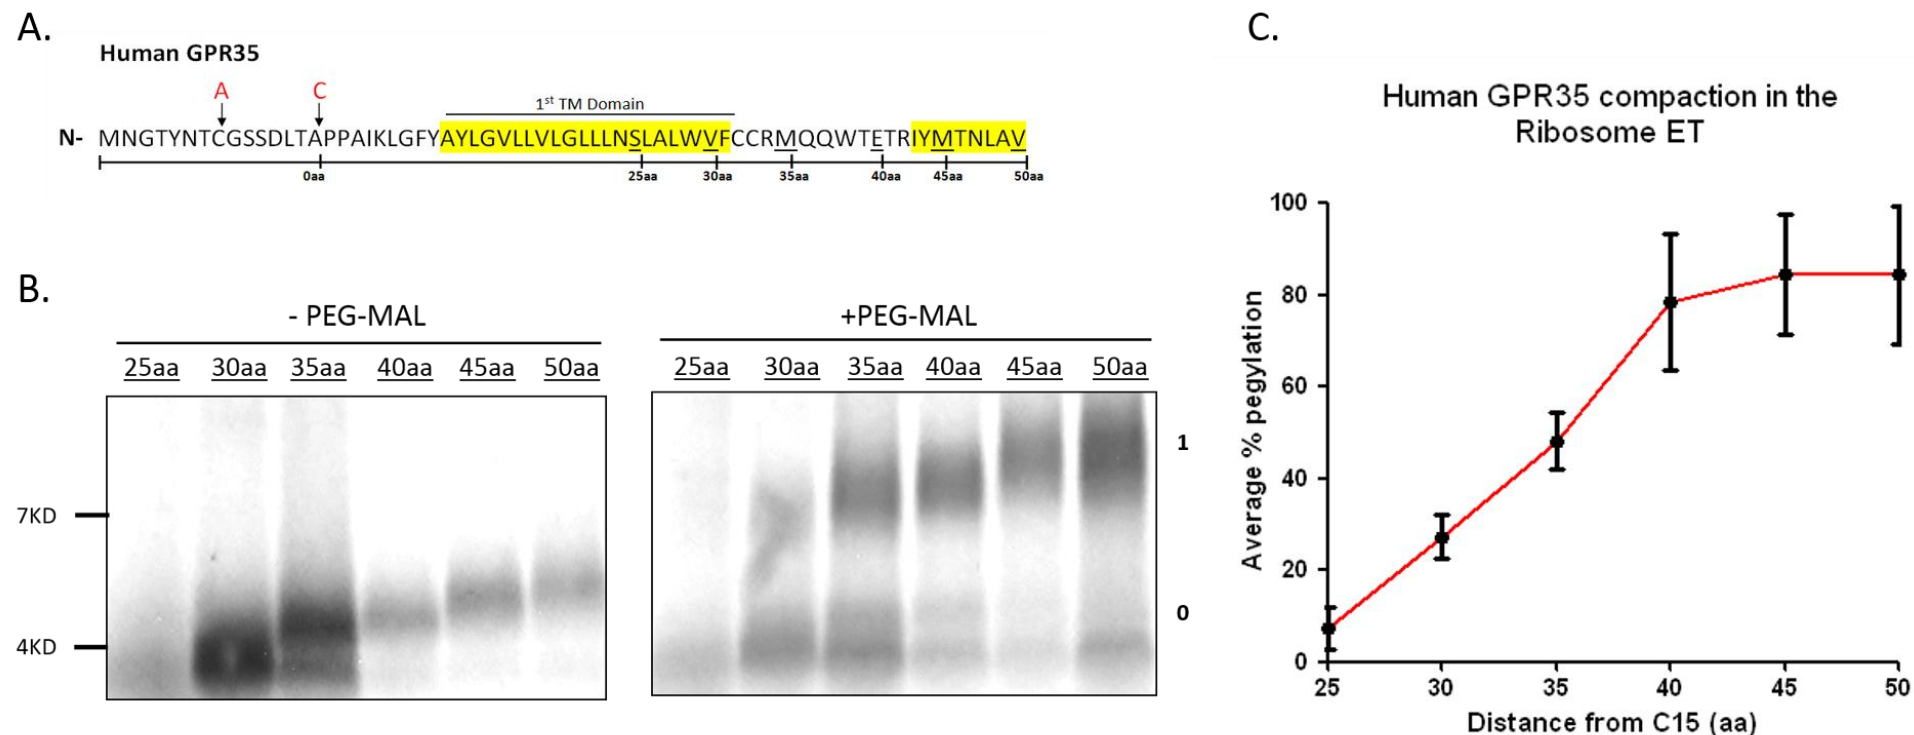 A.
Human GPR35
A C
1st TM Domain
N- MNGTYNTCGSSDLTAPPAIKLGFYAYLGVLLVLGLLLNSLALWVFCCRMQQWTETRIYMTNLAV
0aa 25aa 30aa 35aa 40aa 45aa 50aa
B.
- PEG-MAL
25aa 30aa 35aa 40aa 45aa 50aa
7KD
4KD
+PEG-MAL
25aa 30aa 35aa 40aa 45aa 50aa
1
0
C.
Human GPR35 compaction in the
Ribosome ET
Average % pegylation
100
80
60
40
20
0
25 30 35 40 45 50
Distance from C15 (aa)